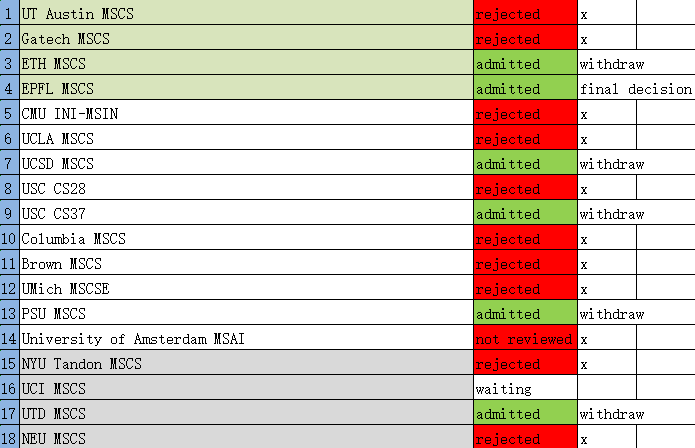 1 UT Austin MSCS rejected x
2 Gatech MSCS rejected x
3 ETH MSCS admitted withdraw
4 EPFL MSCS admitted final decision
5 CMU INI-MSIN rejected x
6 UCLA MSCS rejected x
7 UCSD MSCS admitted withdraw
8 USC CS28 rejected x
9 USC CS37 admitted withdraw
10 Columbia MSCS rejected x
11 Brown MSCS rejected x
12 UMich MSCSE rejected x
13 PSU MSCS admitted withdraw
14 University of Amsterdam MSAI not reviewed x
15 NYU Tandon MSCS rejected x
16 UCI MSCS waiting
17 UTD MSCS admitted withdraw
18 NEU MSCS rejected x